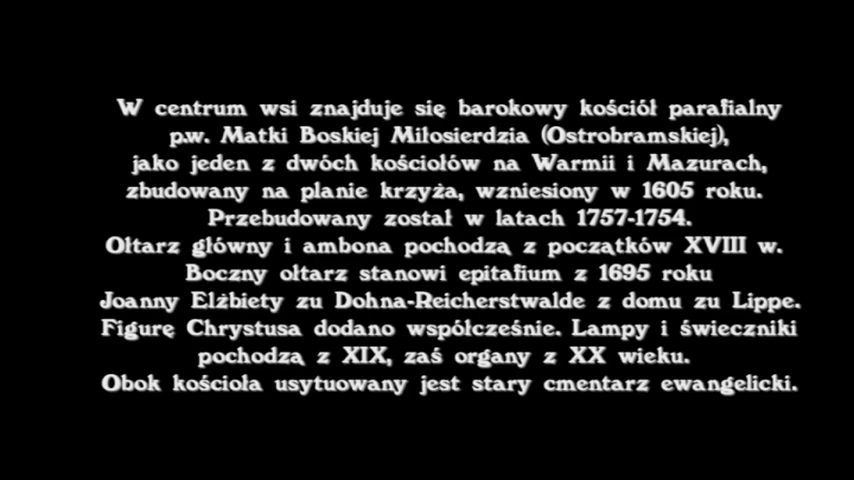 W centrum wsi znajduje się barokowy kościół parafialny
p.w. Matki Boskiej Miłosierdzia (Ostrobramskiej),
jako jeden z dwóch kościołów na Warmii i Mazurach,
zbudowany na planie krzyża, wzniesiony w 1605 roku.
Przebudowany został w latach 1757-1754.
Ołtarz główny i ambona pochodzą z początków XVIII w.
Boczny ołtarz stanowi epitafium z 1695 roku
Joanny Elżbiety zu Dohna-Reicherstwalde z domu zu Lippe.
Figurę Chrystusa dodano współcześnie. Lampy i świeczniki
pochodzą z XIX, zaś organy z XX wieku.
Obok kościoła usytuowany jest stary cmentarz ewangelicki.